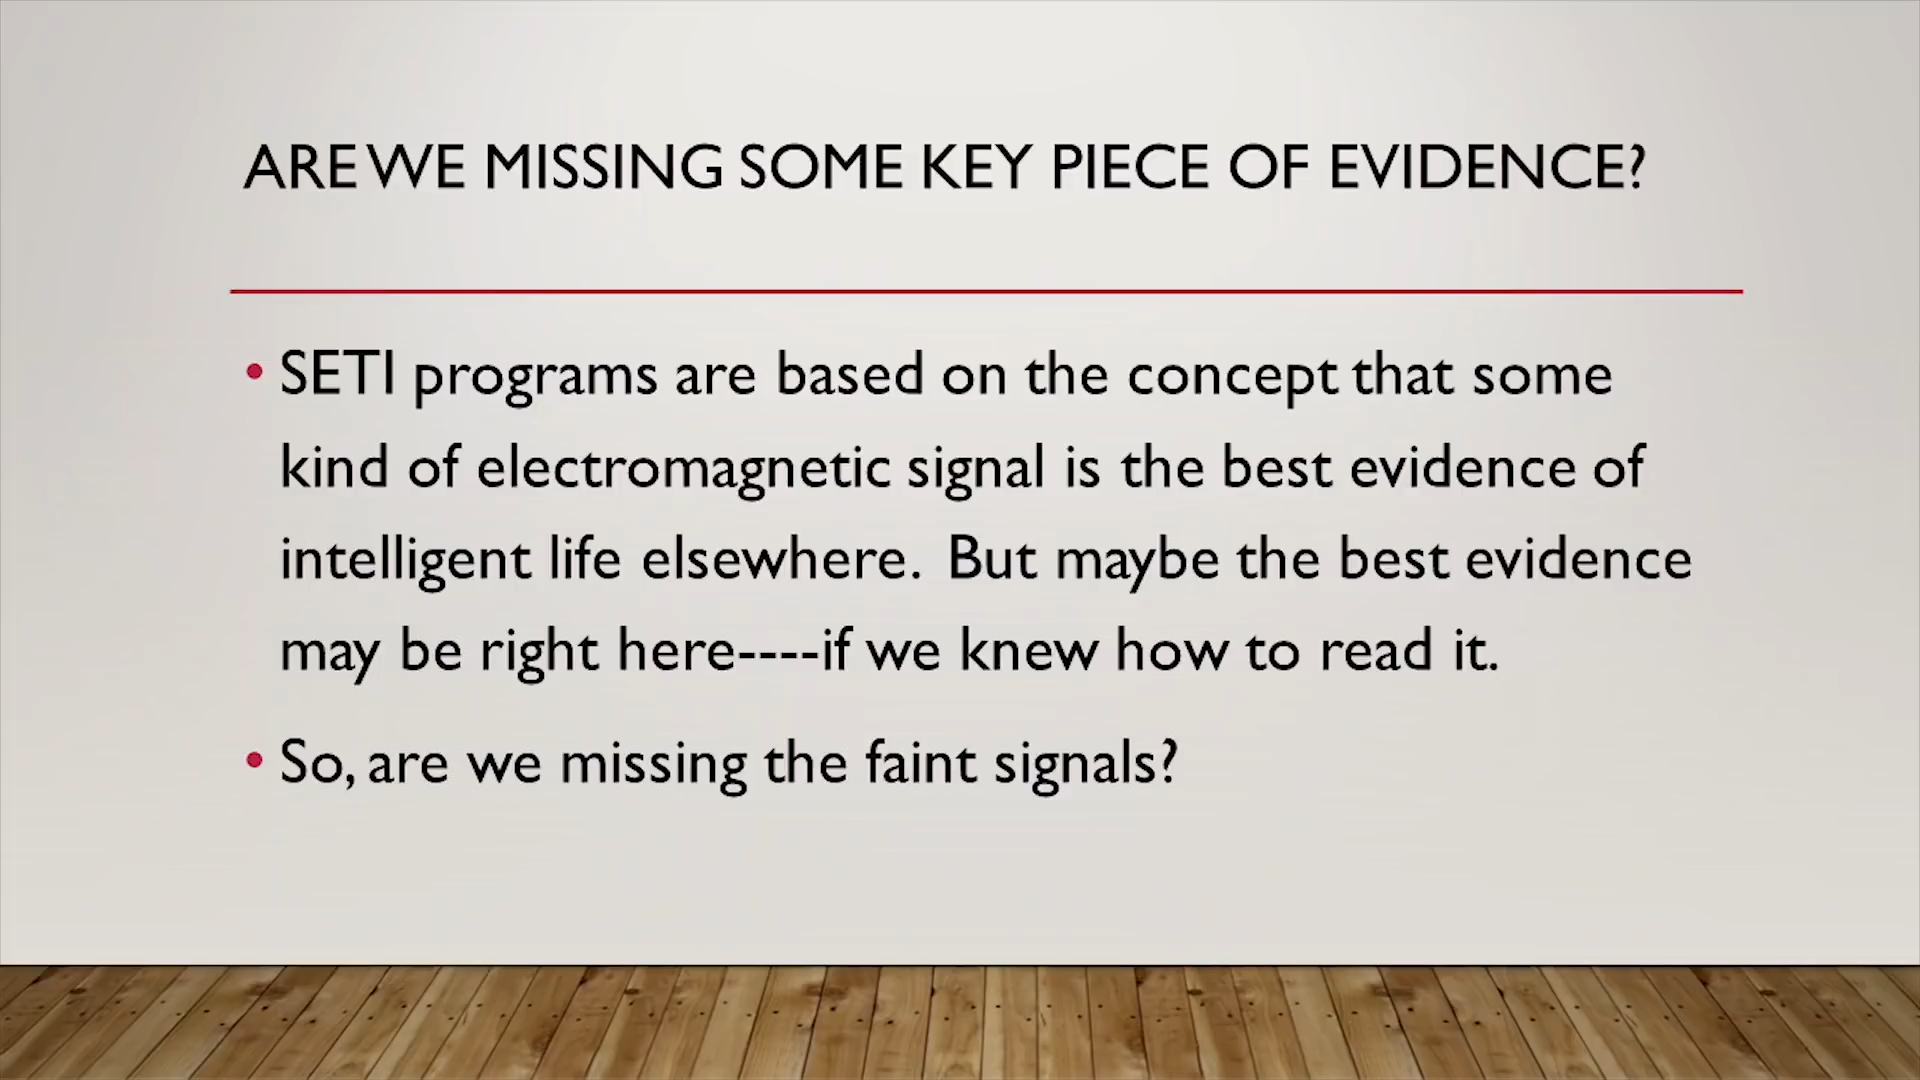 ARE WE MISSING SOME KEY PIECE OF EVIDENCE?
• SETI programs are based on the concept that some
kind of electromagnetic signal is the best evidence of
intelligent life elsewhere.  But maybe the best evidence
may be right here----if we knew how to read it.
• So, are we missing the faint signals?